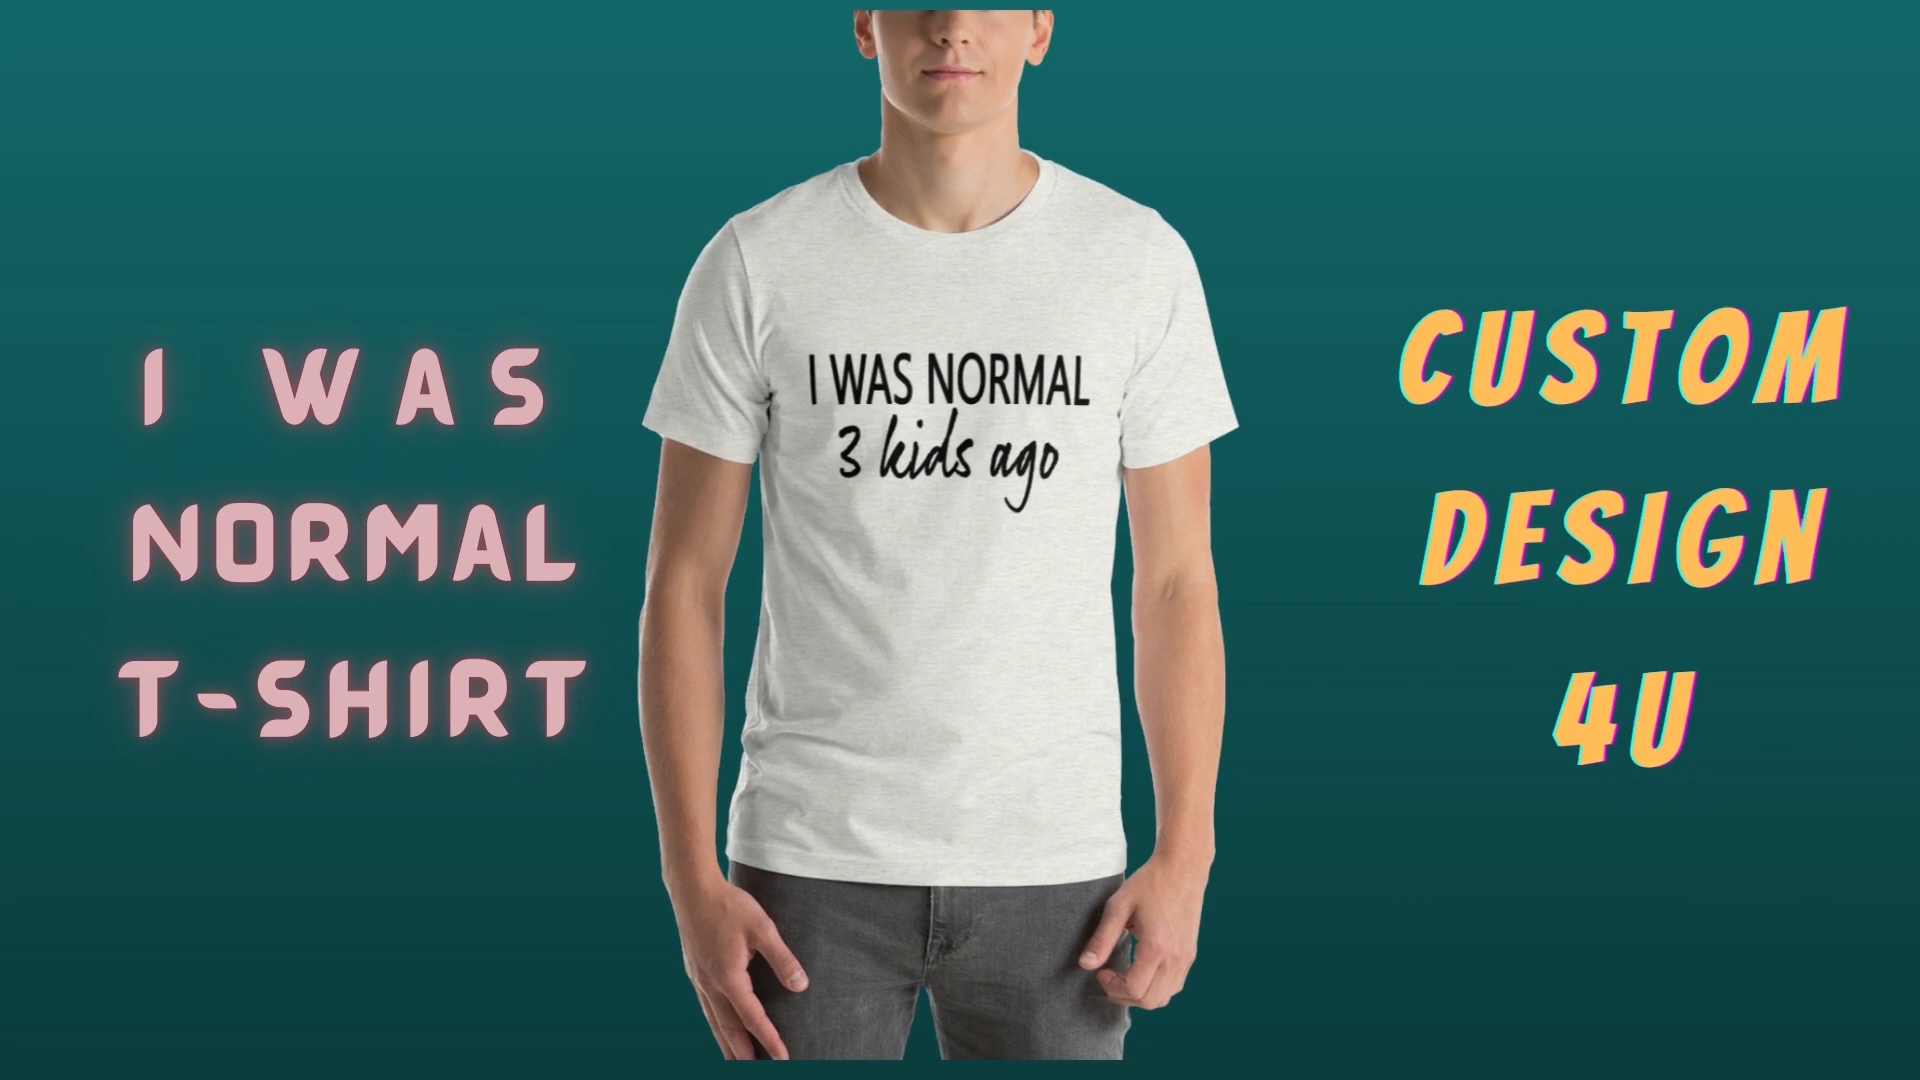 I WAS
NORMAL
T-SHIRT
I WAS NORMAL
3 kids ago
CUSTOM
DESIGN
4U